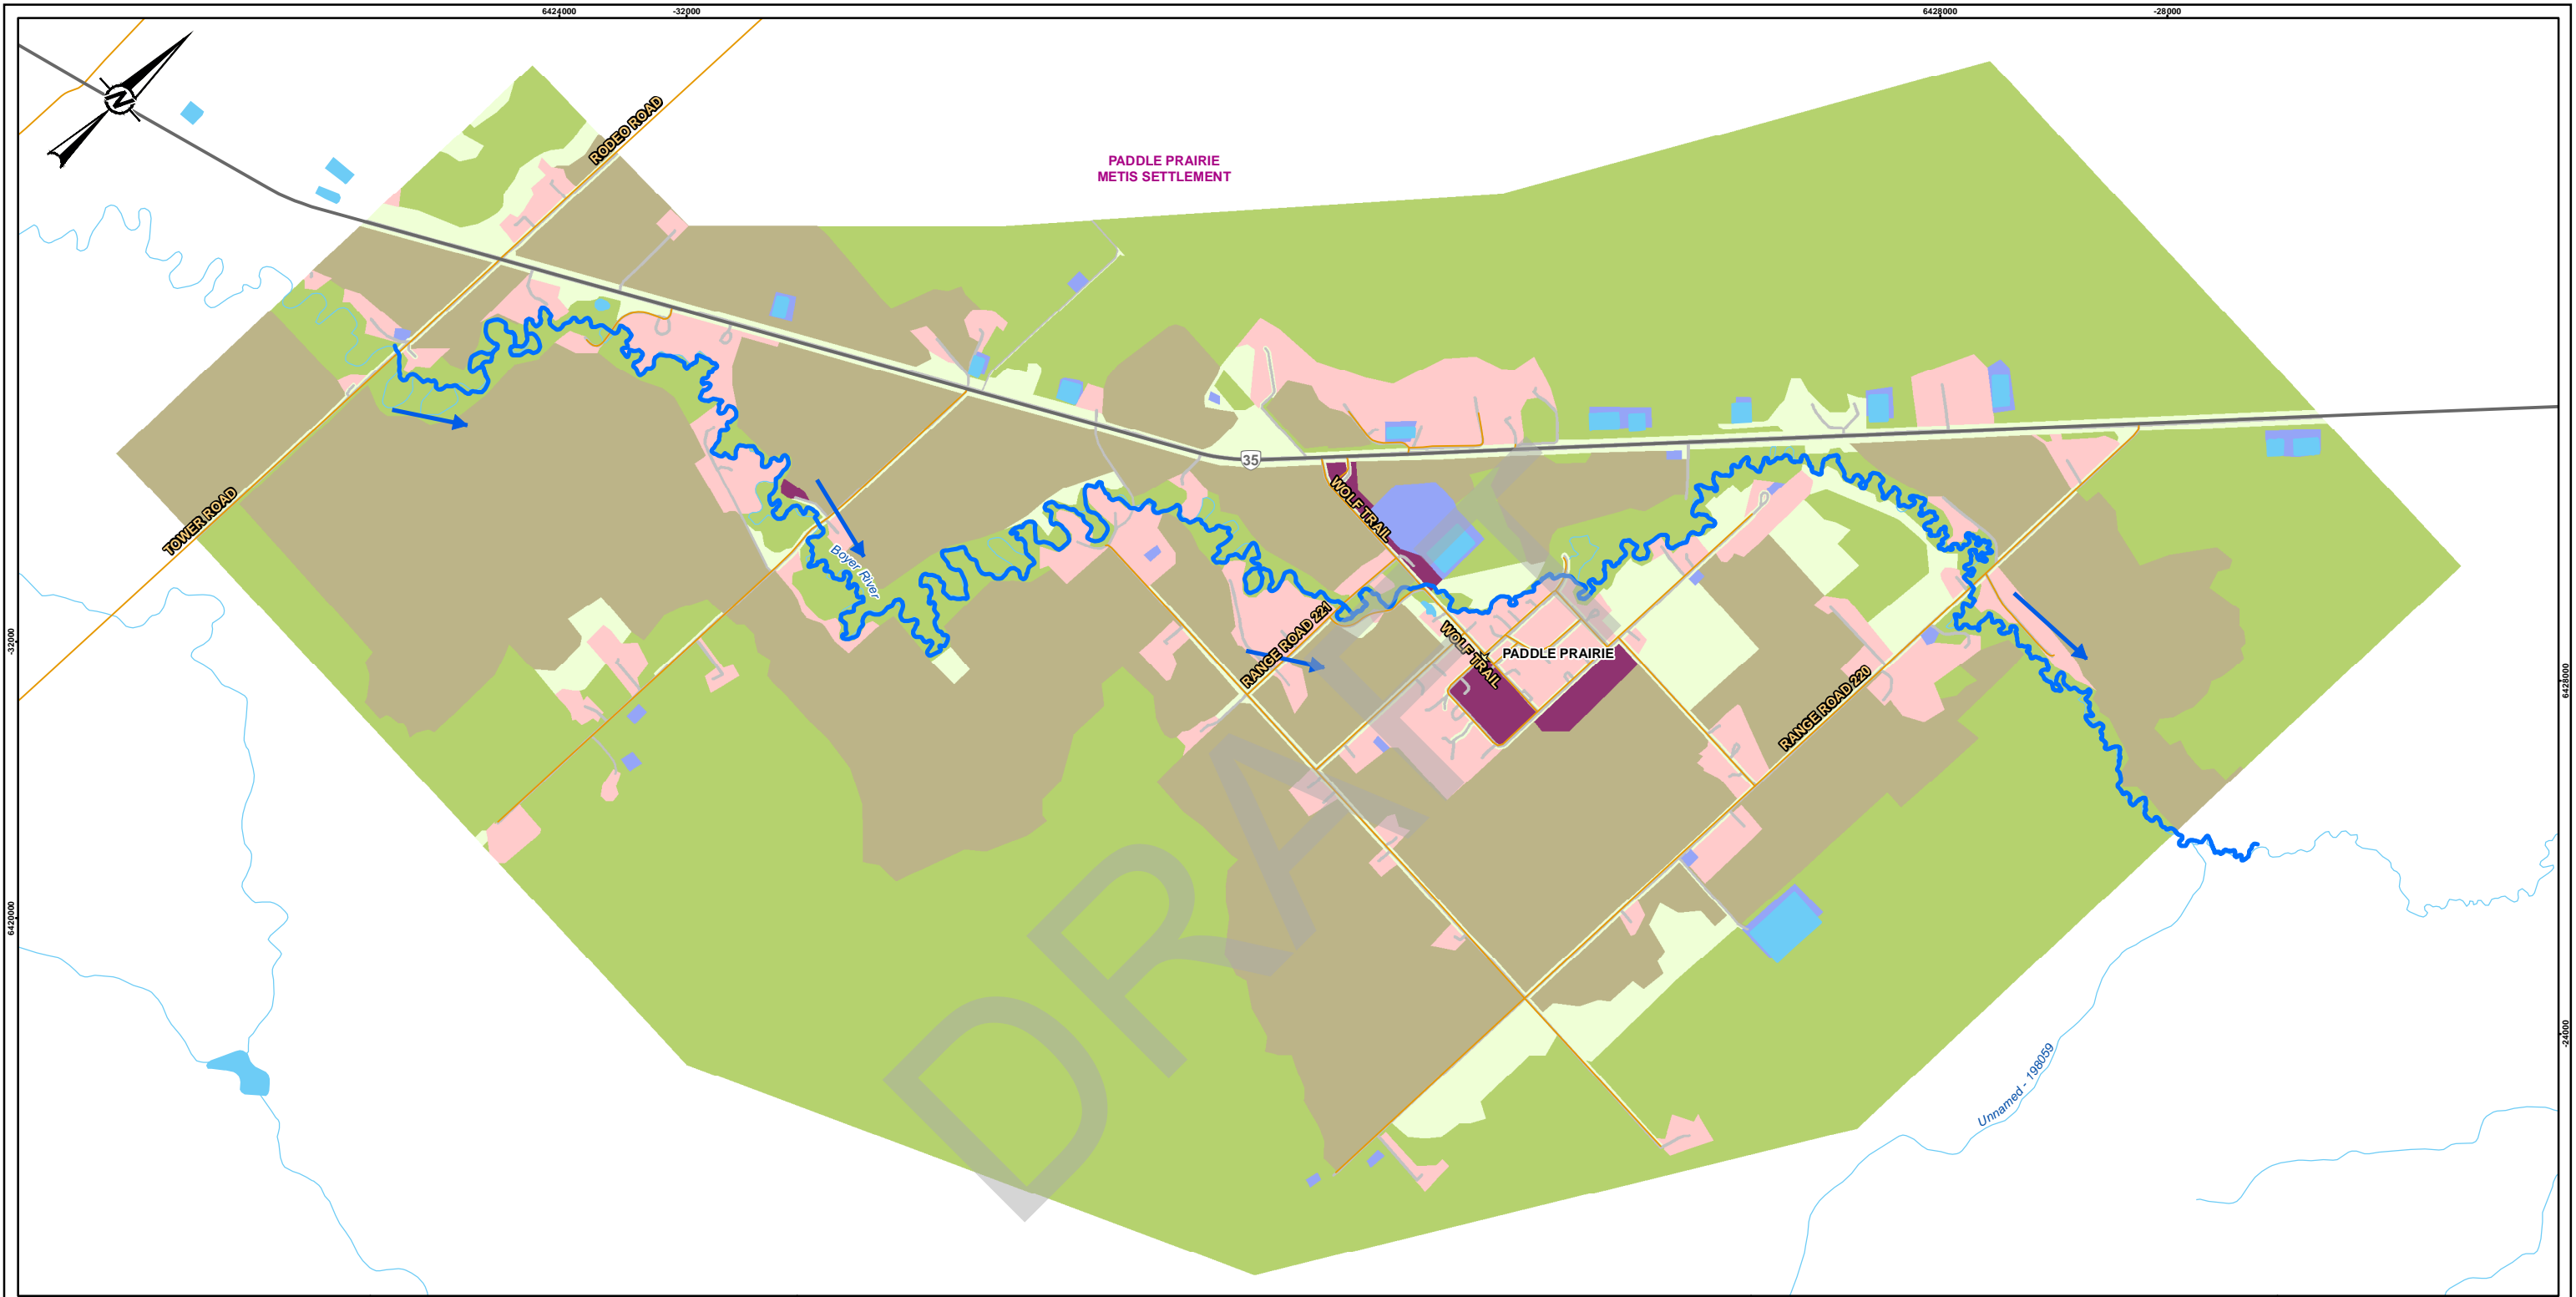 6424000
-32000
6428000
-28000
N
RODEO ROAD
PADDLE PRAIRIE
METIS SETTLEMENT
35
TOWER ROAD
WOLF TRAIL
Boyer River
RANGE ROAD 221
WOLF TRAIL
PADDLE PRAIRIE
RANGE ROAD 220
-32000
6428000
6420000
-24000
Unnamed - 198059
DRAFT